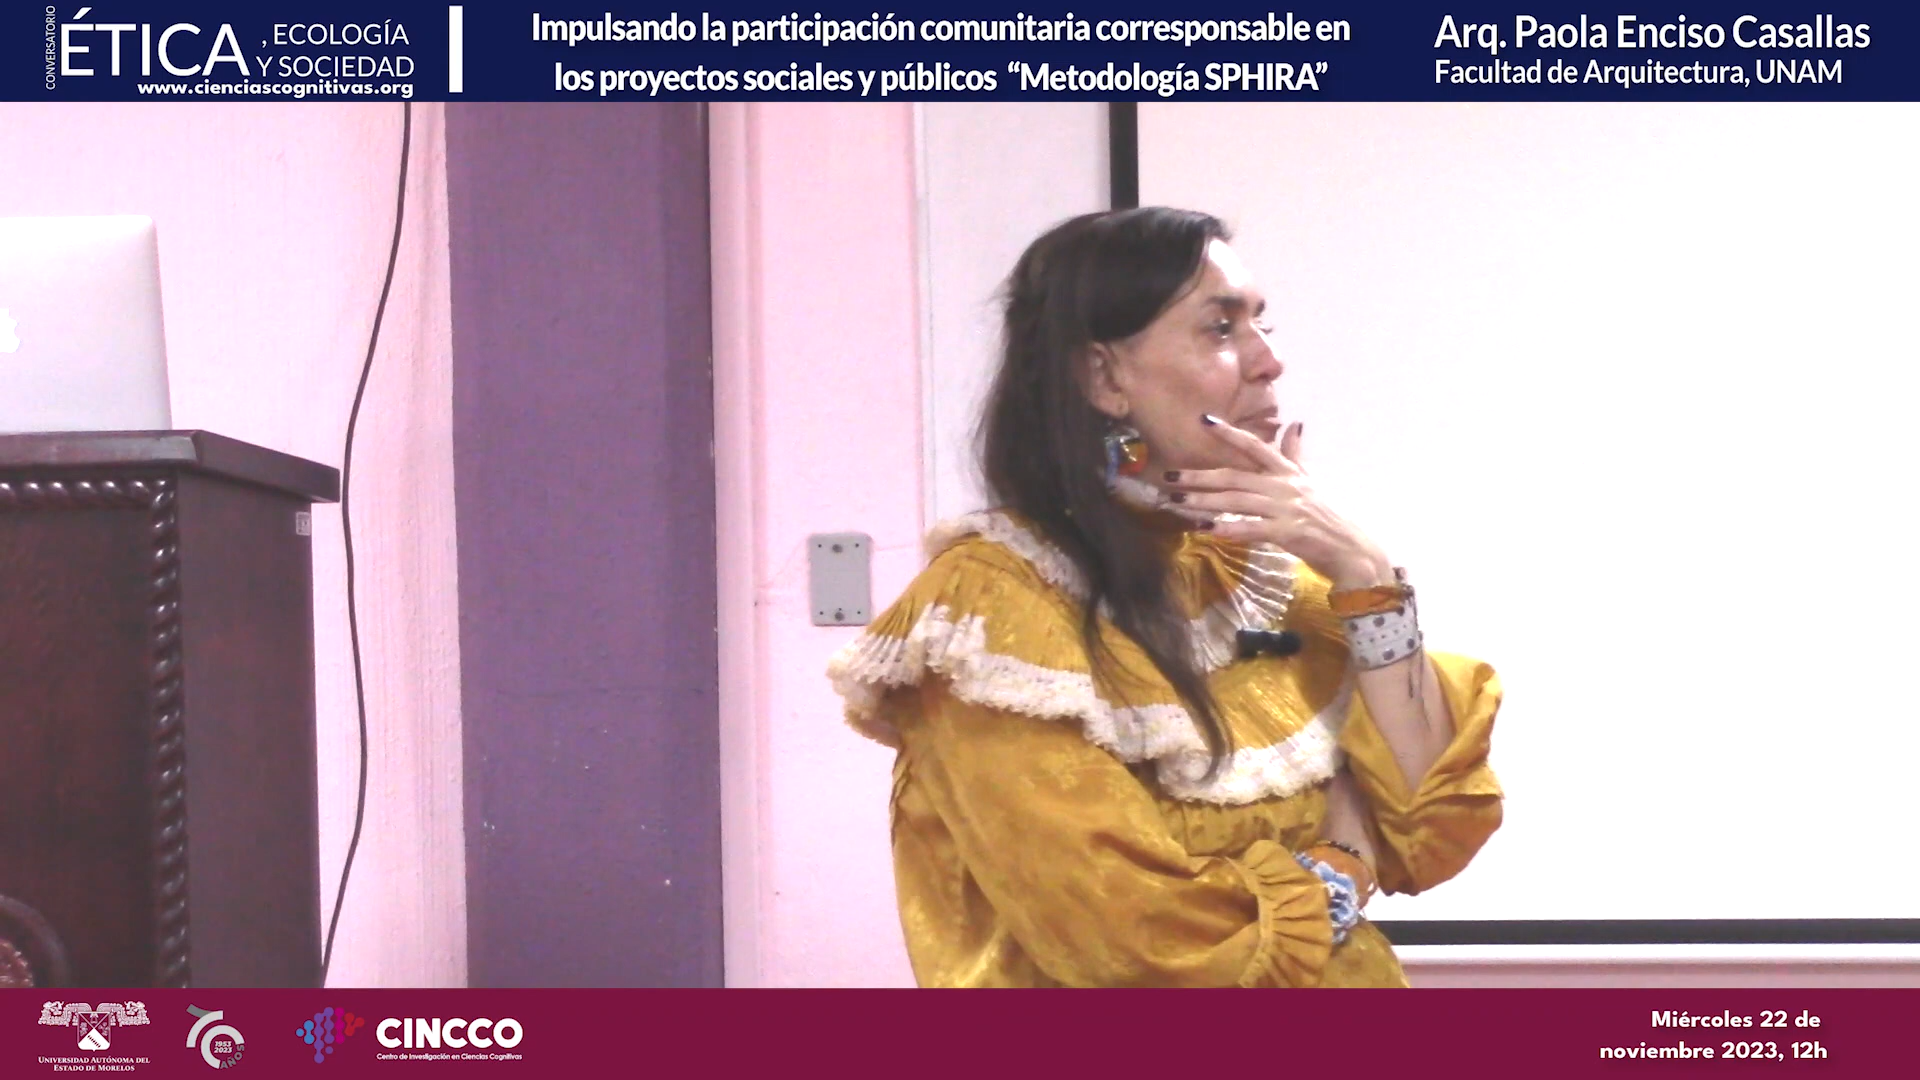 CONVERSATORIO
ÉTICA, ECOLOGÍA
Y SOCIEDAD
www.cienciascognitivas.org
Impulsando la participación comunitaria corresponsable en
los proyectos sociales y públicos “Metodología SPHIRA”
Arq. Paola Enciso Casallas
Facultad de Arquitectura, UNAM
UNIVERSIDAD AUTÓNOMA DEL
ESTADO DE MORELOS
70
1953
2023
AÑOS
CINCCO
Centro de Investigación en Ciencias Cognitivas
Miércoles 22 de
noviembre 2023, 12h